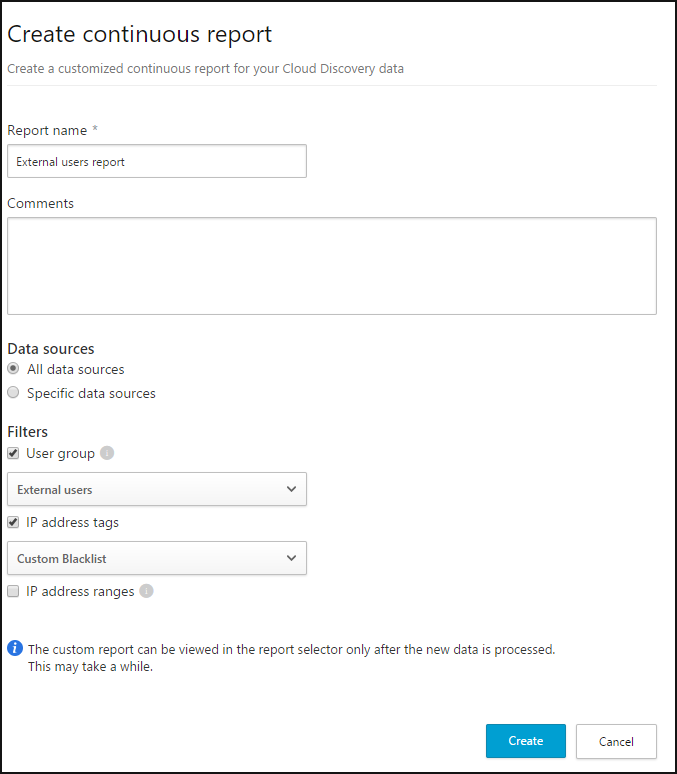 Create continuous report
Create a customized continuous report for your Cloud Discovery data
Report name *
External users report
Comments
Data sources
All data sources
Specific data sources
Filters
User group
External users
IP address tags
Custom Blacklist
IP address ranges
The custom report can be viewed in the report selector only after the new data is processed.
This may take a while.
Create
Cancel